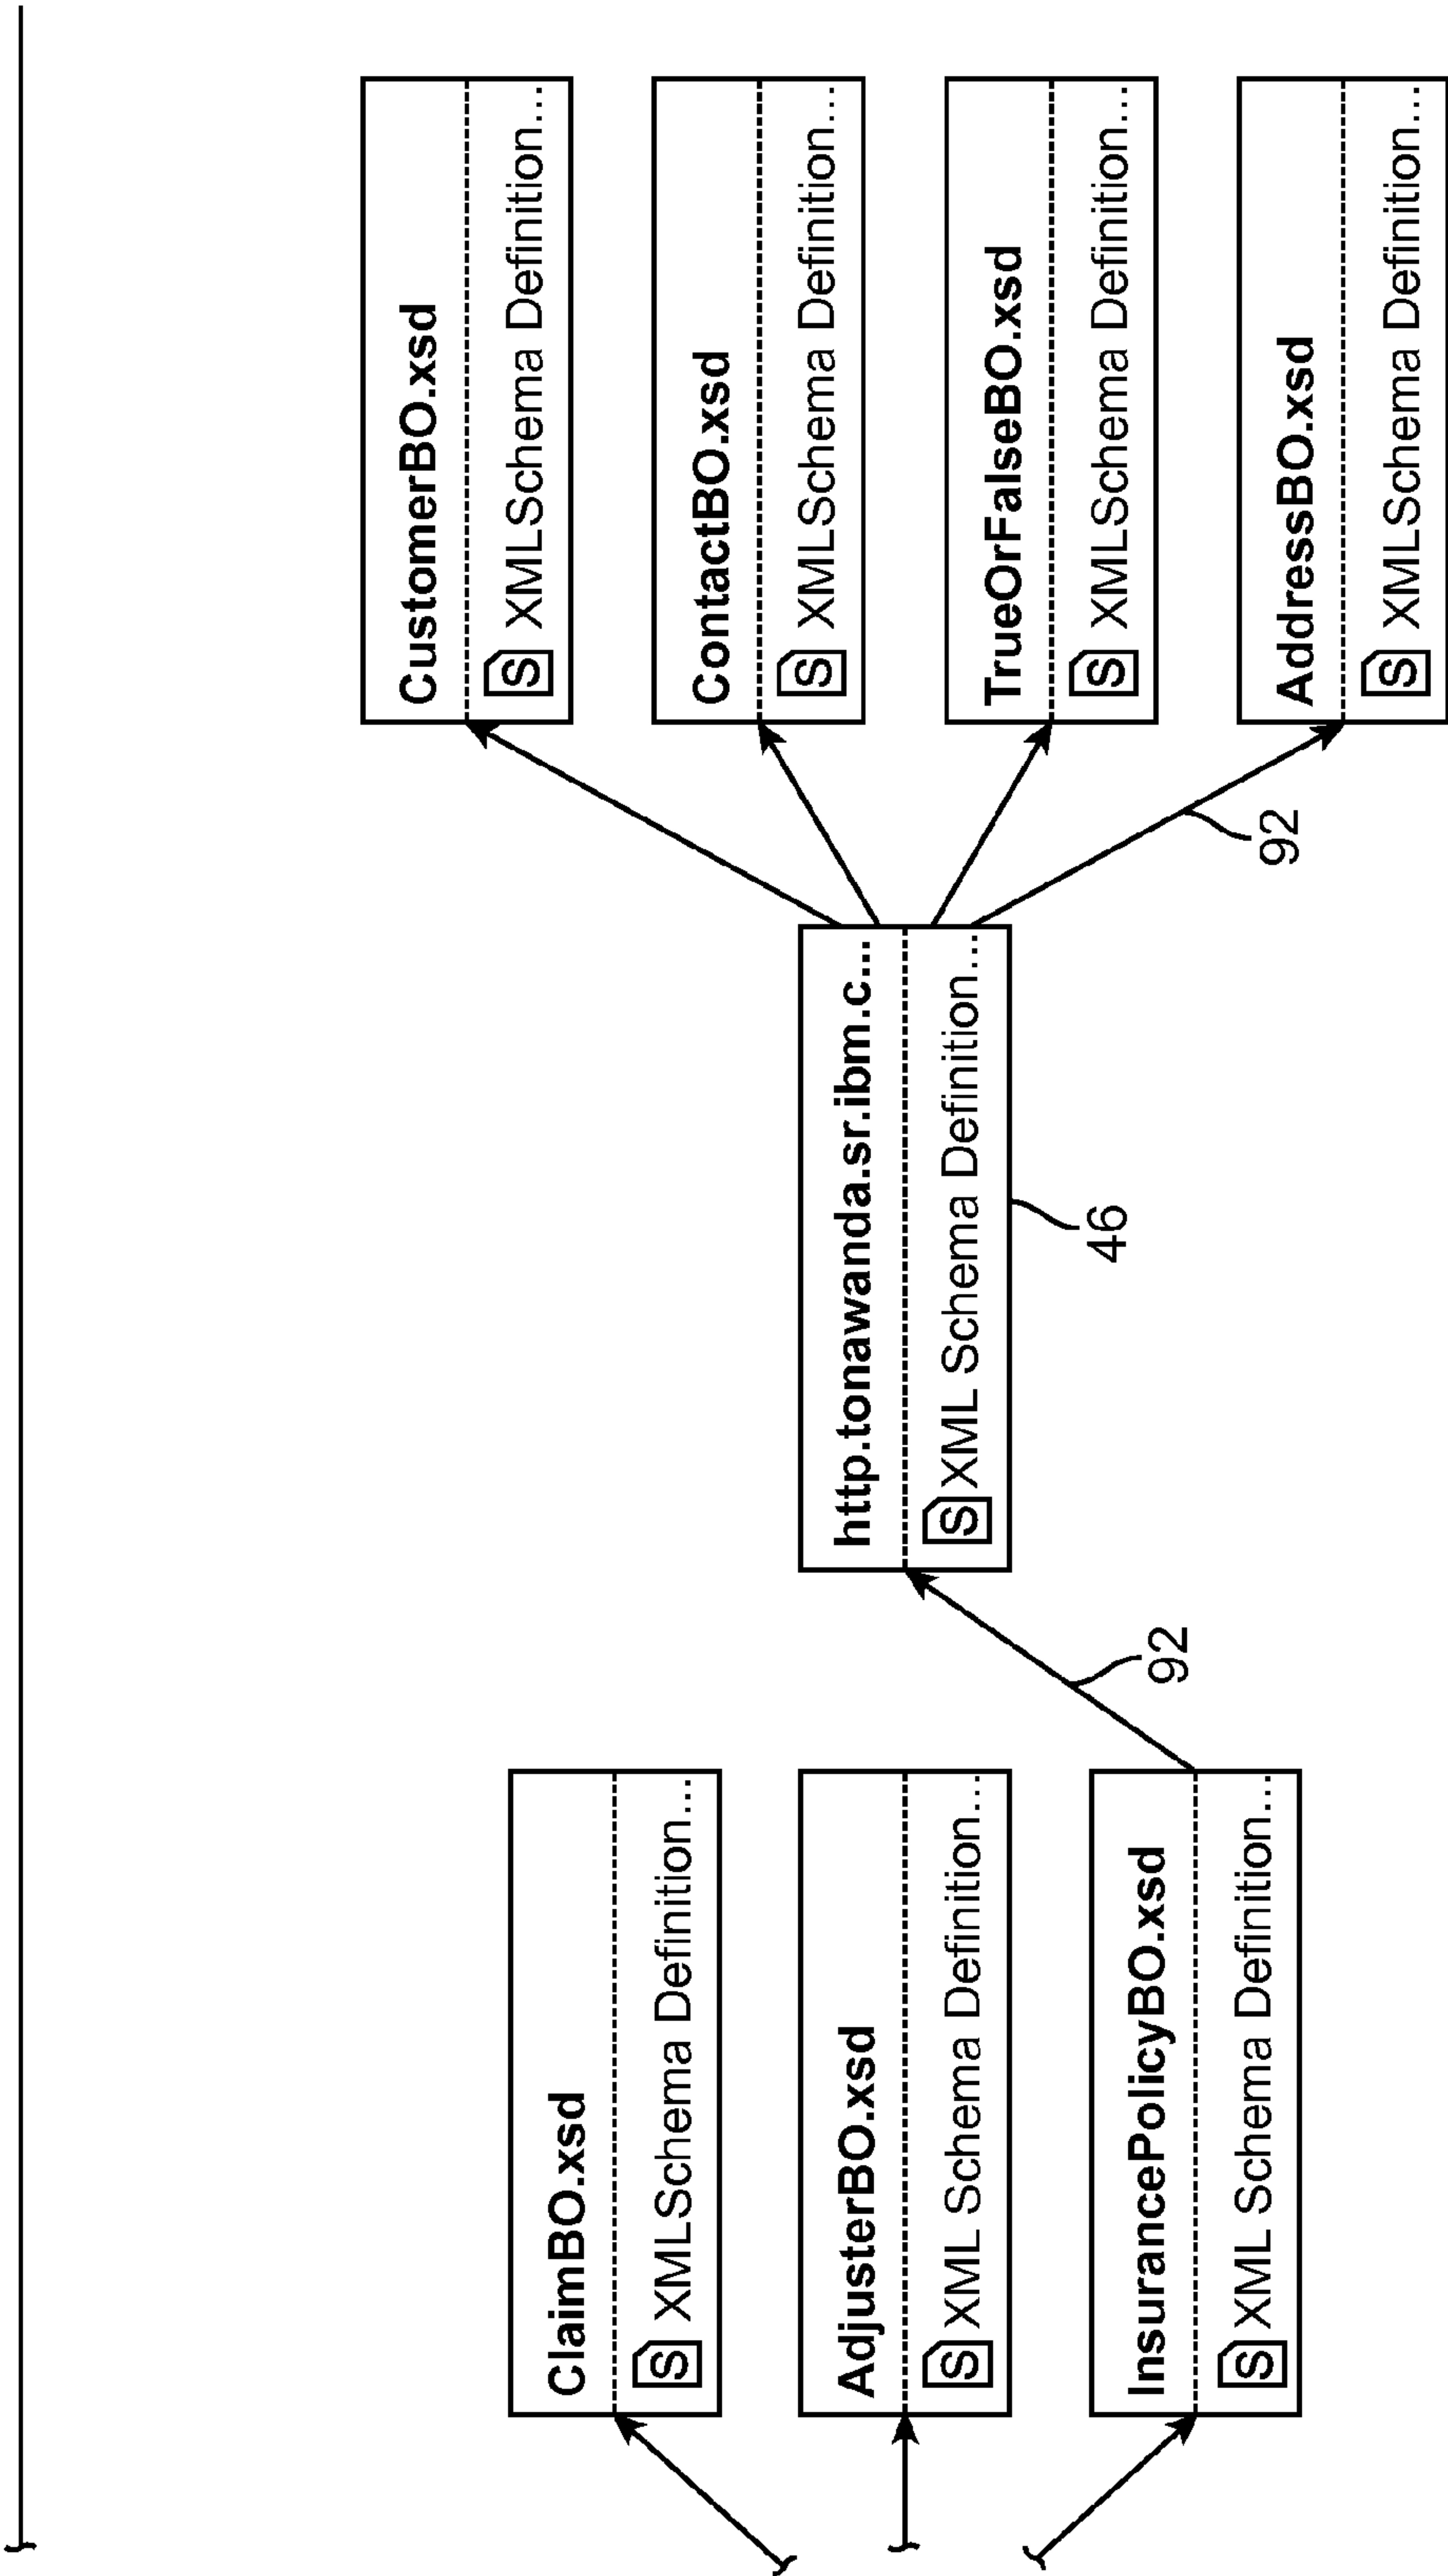 ClaimBO.xsd
S XMLSchema Definition...
AdjusterBO.xsd
S XML Schema Definition...
InsurancePolicyBO.xsd
S XML Schema Definition...
92
http.tonawanda.sr.ibm.c...
S XML Schema Definition...
46
92
CustomerBO.xsd
S XMLSchema Definition...
ContactBO.xsd
S XMLSchema Definition...
TrueOrFalseBO.xsd
S XMLSchema Definition...
AddressBO.xsd
S XMLSchema Definition...